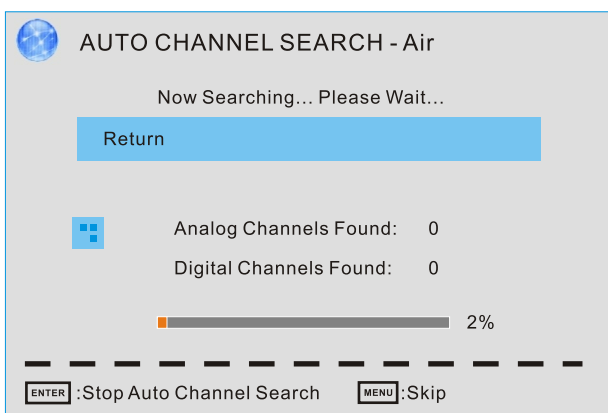 AUTO CHANNEL SEARCH - Air
Now Searching... Please Wait...
Return
Analog Channels Found: 0
Digital Channels Found: 0
2%
ENTER :Stop Auto Channel Search MENU :Skip